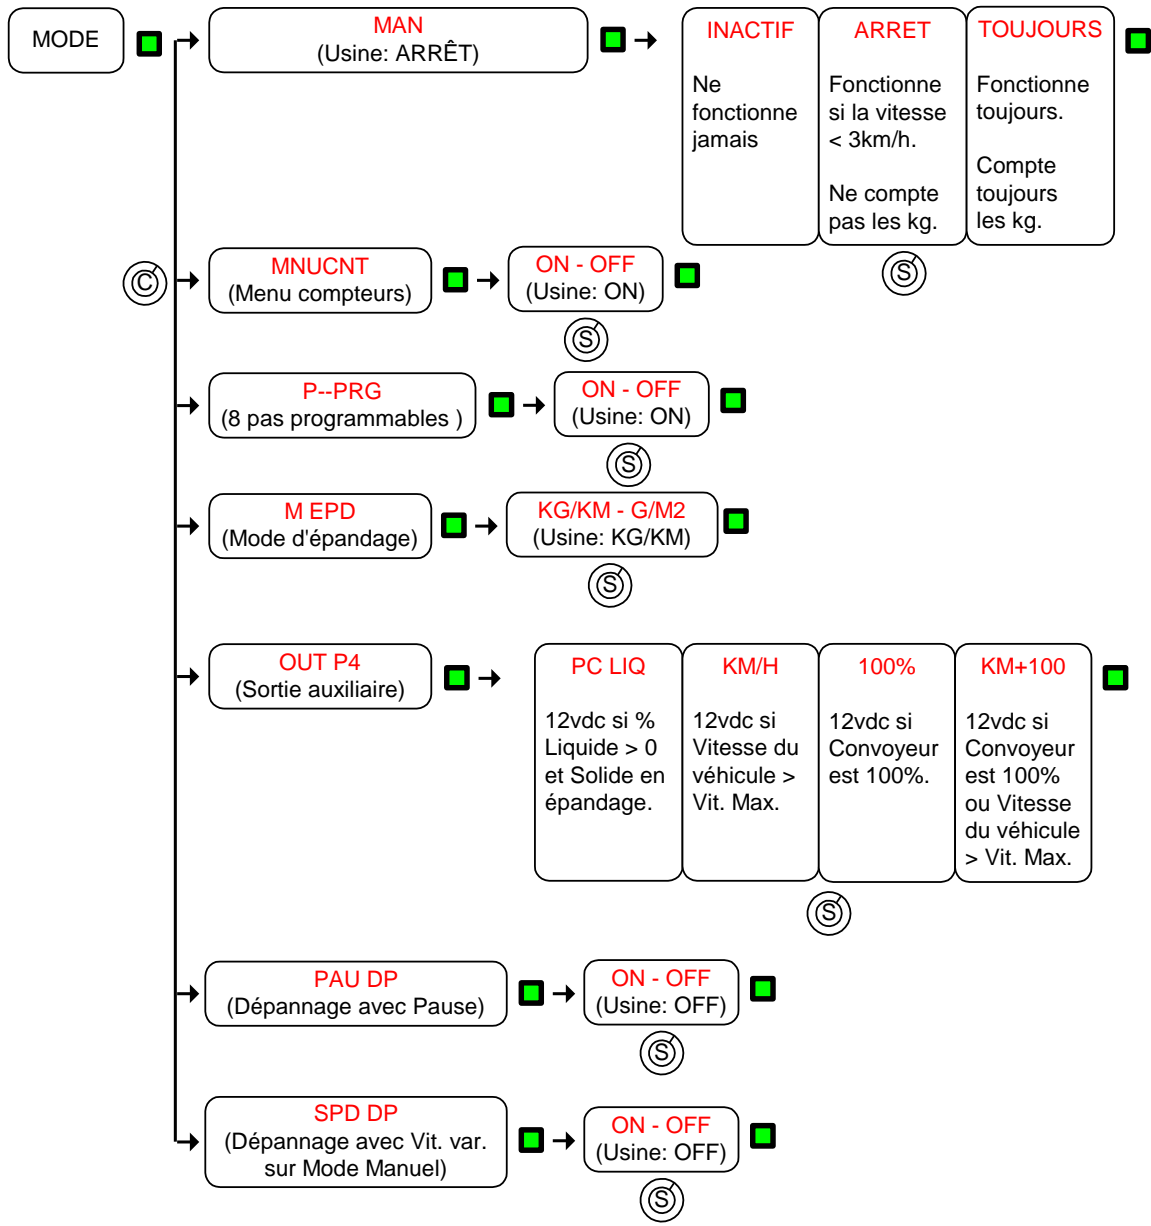 MODE
MAN
(Usine: ARRÊT)
INACTIF
Ne
fonctionne
jamais
ARRET
Fonctionne
si la vitesse
< 3km/h.
Ne compte
pas les kg.
TOUJOURS
Fonctionne
toujours.
Compte
toujours
les kg.
S
C
MNUCNT
(Menu compteurs)
ON - OFF
(Usine: ON)
S
P--PRG
(8 pas programmables )
ON - OFF
(Usine: ON)
S
M EPD
(Mode d'épandage)
KG/KM - G/M2
(Usine: KG/KM)
S
OUT P4
(Sortie auxiliaire)
PC LIQ
12vdc si %
Liquide > 0
et Solide en
épandage.
KM/H
12vdc si
Vitesse du
véhicule >
Vit. Max.
100%
12vdc si
Convoyeur
est 100%.
KM+100
12vdc si
Convoyeur
est 100%
ou Vitesse
du véhicule
> Vit. Max.
S
PAU DP
(Dépannage avec Pause)
ON - OFF
(Usine: OFF)
S
SPD DP
(Dépannage avec Vit. var.
sur Mode Manuel)
ON - OFF
(Usine: OFF)
S